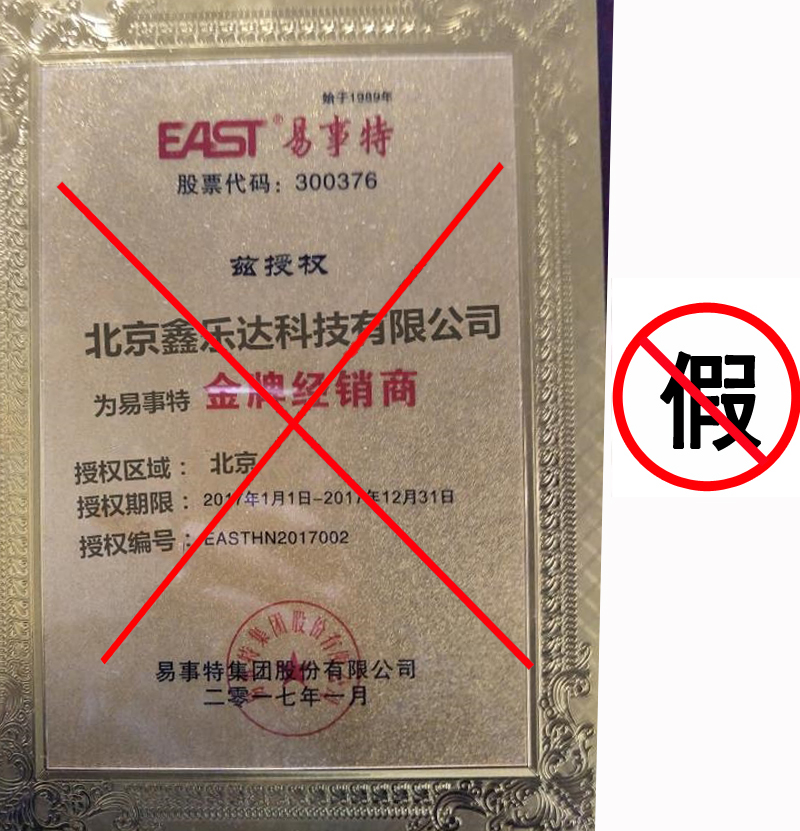 始于1989年
EAST®易事特
股票代码：300376
兹授权
北京鑫乐达科技有限公司
为易事特 金牌经销商
授权区域： 北京
授权期限：2017年1月1日-2017年12月31日
授权编号：EASTHN2017002
易事特集团股份有限公司
二零一七年一月
假